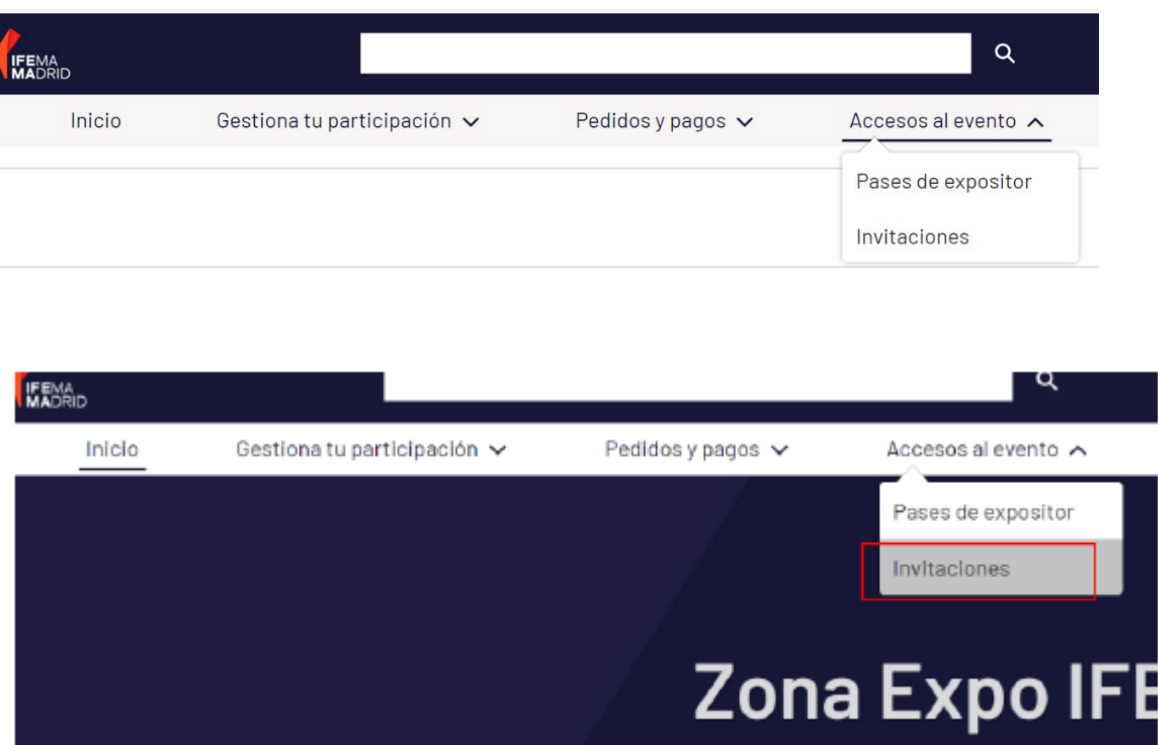 IFEMA
MADRID
Inicio Gestiona tu participación Pedidos y pagos Accesos al evento
Pases de expositor
Invitaciones
IFEMA
MADRID
Inicio Gestiona tu participación Pedidos y pagos Accesos al evento
Pases de expositor
Invitaciones
Zona Expo IFE